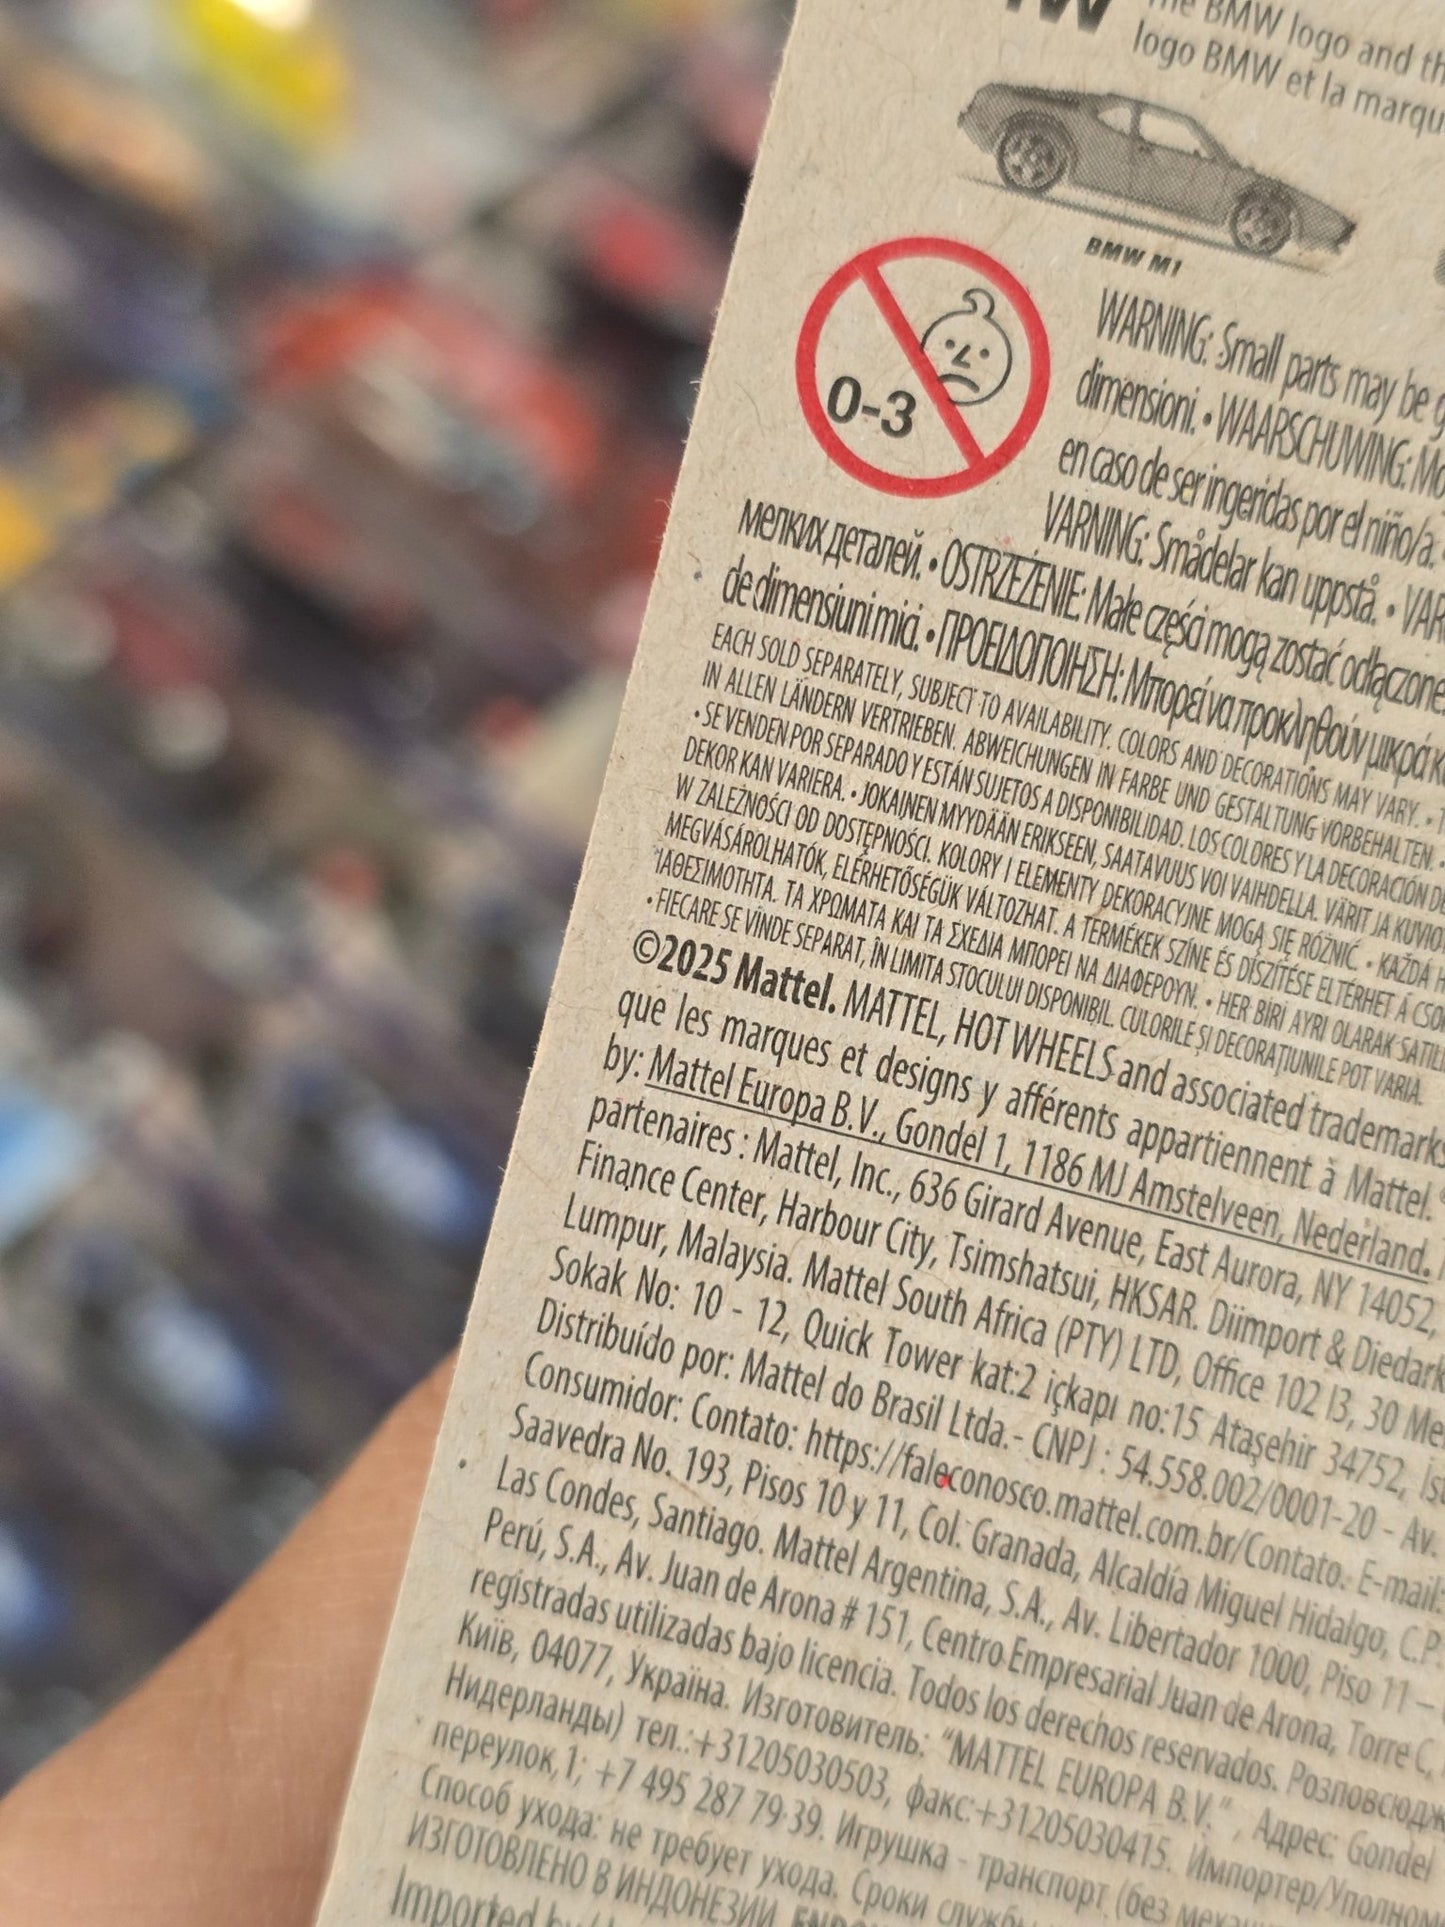 The BMW logo and
logo BMW et la
BMW M1
0-3
WARNING: Small parts may be
dimensioni. • WAARSCHUWING:
en caso de ser ingeridas por el niño/a.
VARNING: Smådelar kan uppstå. •
мелких деталей. • OSTRZEŻENIE: Małe części mogą zostać odłączone
de dimensiuni mici. • ΠΡΟΕΙΔΟΠΟΙΗΣΗ: Μπορεί να προκληθούν μικρά
EACH SOLD SEPARATELY, SUBJECT TO AVAILABILITY. COLORS AND DECORATIONS MAY VARY. •
IN ALLEN LÄNDERN VERTRIEBEN. ABWEICHUNGEN IN FARBE UND GESTALTUNG VORBEHALTEN. •
• SE VENDEN POR SEPARADO Y ESTÁN SUJETOS A DISPONIBILIDAD. LOS COLORES Y LA DECORACIÓN
DEKOR KAN VARIERA. • JOKAINEN MYYDÄÄN ERIKSEEN, SAATAVUUS VOI VAIHDELLA. VÄRIT JA
W ZALEŻNOŚCI OD DOSTĘPNOŚCI. KOLORY I ELEMENTY DEKORACYJNE MOGĄ SIĘ RÓŻNIĆ. • KAŽDÁ
MEGVÁSÁROLHATÓK, ELÉRHETŐSÉGÜK VÁLTOZHAT. A TERMÉKEK SZÍNE ÉS DÍSZÍTÉSE ELTÉRHET A
ΙΑΘΕΣΙΜΟΤΗΤΑ. ΤΑ ΧΡΩΜΑΤΑ ΚΑΙ ΤΑ ΣΧΕΔΙΑ ΜΠΟΡΕΙ ΝΑ ΔΙΑΦΕΡΟΥΝ. • HER BİRİ AYRI OLARAK
• FIECARE SE VINDE SEPARAT, ÎN LIMITA STOCULUI DISPONIBIL. CULORILE ȘI DECORAȚIUNILE POT VARIA.
©2025 Mattel. MATTEL, HOT WHEELS and associated trademarks
que les marques et designs y afférents appartiennent à Mattel.
by: Mattel Europa B.V., Gondel 1, 1186 MJ Amstelveen, Nederland.
partenaires : Mattel, Inc., 636 Girard Avenue, East Aurora, NY 14052,
Finance Center, Harbour City, Tsimshatsui, HKSAR. Diimport &
Lumpur, Malaysia. Mattel South Africa (PTY) LTD, Office 102 I3, 30
Sokak No: 10 - 12, Quick Tower kat:2 içkapı no:15 Ataşehir 34752,
Distribuído por: Mattel do Brasil Ltda.- CNPJ : 54.558.002/0001-20 - Av.
Consumidor: Contato: https://faleconosco.mattel.com.br/Contato. E-mail:
Saavedra No. 193, Pisos 10 y 11, Col. Granada, Alcaldía Miguel Hidalgo, C.P.
Las Condes, Santiago. Mattel Argentina, S.A., Av. Libertador 1000, Piso 11 –
Perú, S.A., Av. Juan de Arona # 151, Centro Empresarial Juan de Arona, Torre C,
registradas utilizadas bajo licencia. Todos los derechos reservados.
Київ, 04077, Україна. Изготовитель: “MATTEL EUROPA B.V.” , Адрес: Gondel
Нидерланды) тел.:+31205030503, факс:+31205030415.
переулок,1; +7 495 287 79·39. Игрушка - транспорт (без
Способ ухода: не требует ухода. Сроки службы
ИЗГОТОВЛЕНО В ИНДОНЕЗИИ.
Imported by